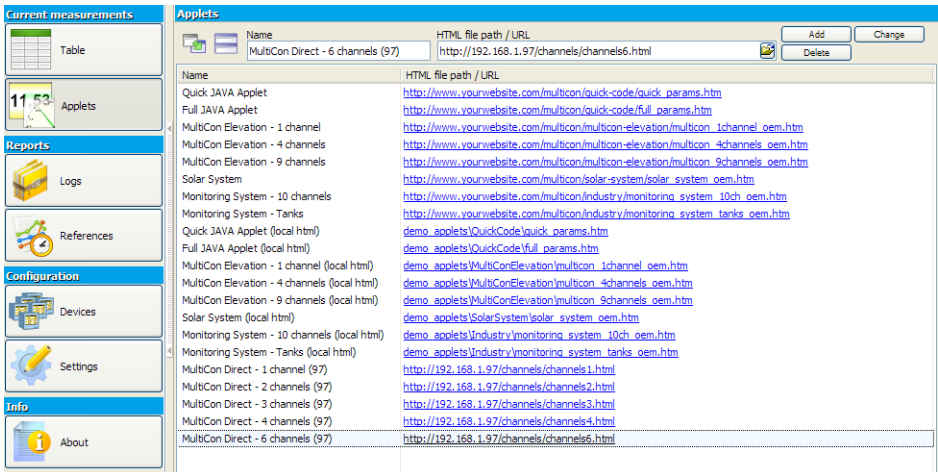 Current measurements
Table
11 53
Applets
Reports
Logs
References
Configuration
Devices
Settings
Info
About
Applets
Name HTML file path / URL
MultiCon Direct - 6 channels (97) http://192.168.1.97/channels/channels6.html
Add Change
Delete
Name HTML file path / URL
Quick JAVA Applet http://www.yourwebsite.com/multicon/quick-code/quick_params.htm
Full JAVA Applet http://www.yourwebsite.com/multicon/quick-code/full_params.htm
MultiCon Elevation - 1 channel http://www.yourwebsite.com/multicon/multicon-elevation/multicon_1channel_oem.htm
MultiCon Elevation - 4 channels http://www.yourwebsite.com/multicon/multicon-elevation/multicon_4channels_oem.htm
MultiCon Elevation - 9 channels http://www.yourwebsite.com/multicon/multicon-elevation/multicon_9channels_oem.htm
Solar System http://www.yourwebsite.com/multicon/solar-system/solar_system_oem.htm
Monitoring System - 10 channels http://www.yourwebsite.com/multicon/industry/monitoring_system_10ch_oem.htm
Monitoring System - Tanks http://www.yourwebsite.com/multicon/industry/monitoring_system_tanks_oem.htm
Quick JAVA Applet (local html) demo_applets\QuickCode\quick_params.htm
Full JAVA Applet (local html) demo_applets\QuickCode\full_params.htm
MultiCon Elevation - 1 channel (local html) demo_applets\MultiConElevation\multicon_1channel_oem.htm
MultiCon Elevation - 4 channels (local html) demo_applets\MultiConElevation\multicon_4channels_oem.htm
MultiCon Elevation - 9 channels (local html) demo_applets\MultiConElevation\multicon_9channels_oem.htm
Solar System (local html) demo_applets\SolarSystem\solar_system_oem.htm
Monitoring System - 10 channels (local html) demo_applets\Industry\monitoring_system_10ch_oem.htm
Monitoring System - Tanks (local html) demo_applets\Industry\monitoring_system_tanks_oem.htm
MultiCon Direct - 1 channel (97) http://192.168.1.97/channels/channels1.html
MultiCon Direct - 2 channels (97) http://192.168.1.97/channels/channels2.html
MultiCon Direct - 3 channels (97) http://192.168.1.97/channels/channels3.html
MultiCon Direct - 4 channels (97) http://192.168.1.97/channels/channels4.html
MultiCon Direct - 6 channels (97) http://192.168.1.97/channels/channels6.html